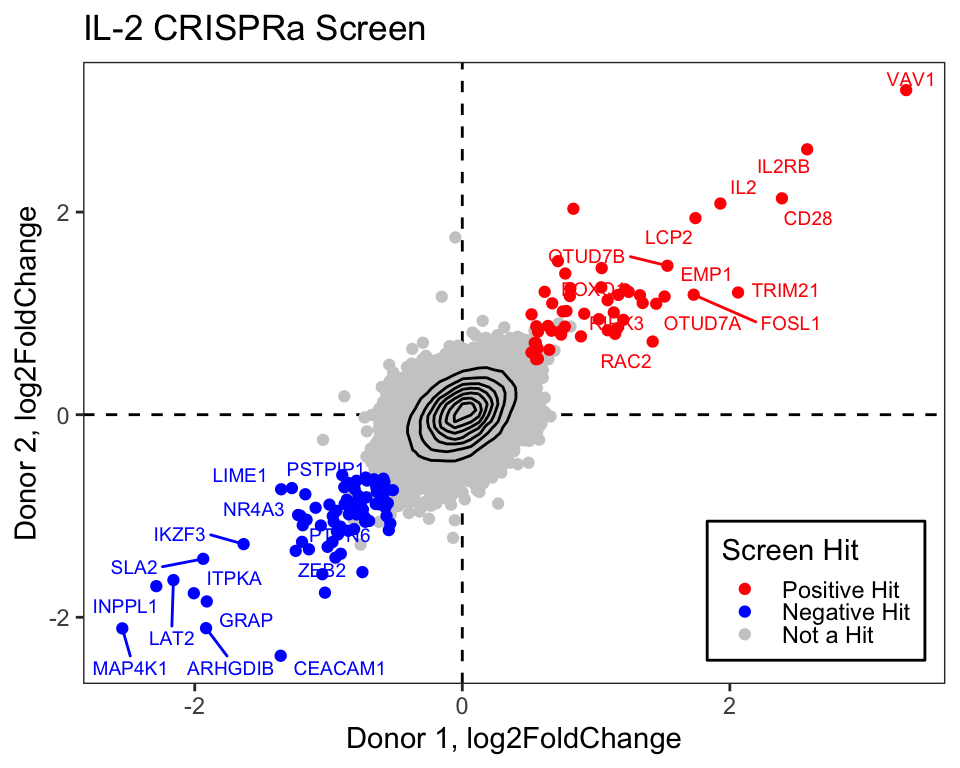 IL-2 CRISPRa Screen
VAV1
IL2RB
IL2
CD28
LCP2
OTUD7B
EMP1
FOXO1
TRIM21
OTUD7A
FOSL1
RAC2
LIME1
PSTPIP1
NR4A3
IKZF3
PTPN6
SLA2
ZEB2
ITPKA
INPPL1
GRAP
LAT2
MAP4K1
ARHGDIB
CEACAM1
Screen Hit
Positive Hit
Negative Hit
Not a Hit
2
0
-2
-2
0
2
Donor 2, log2FoldChange
Donor 1, log2FoldChange